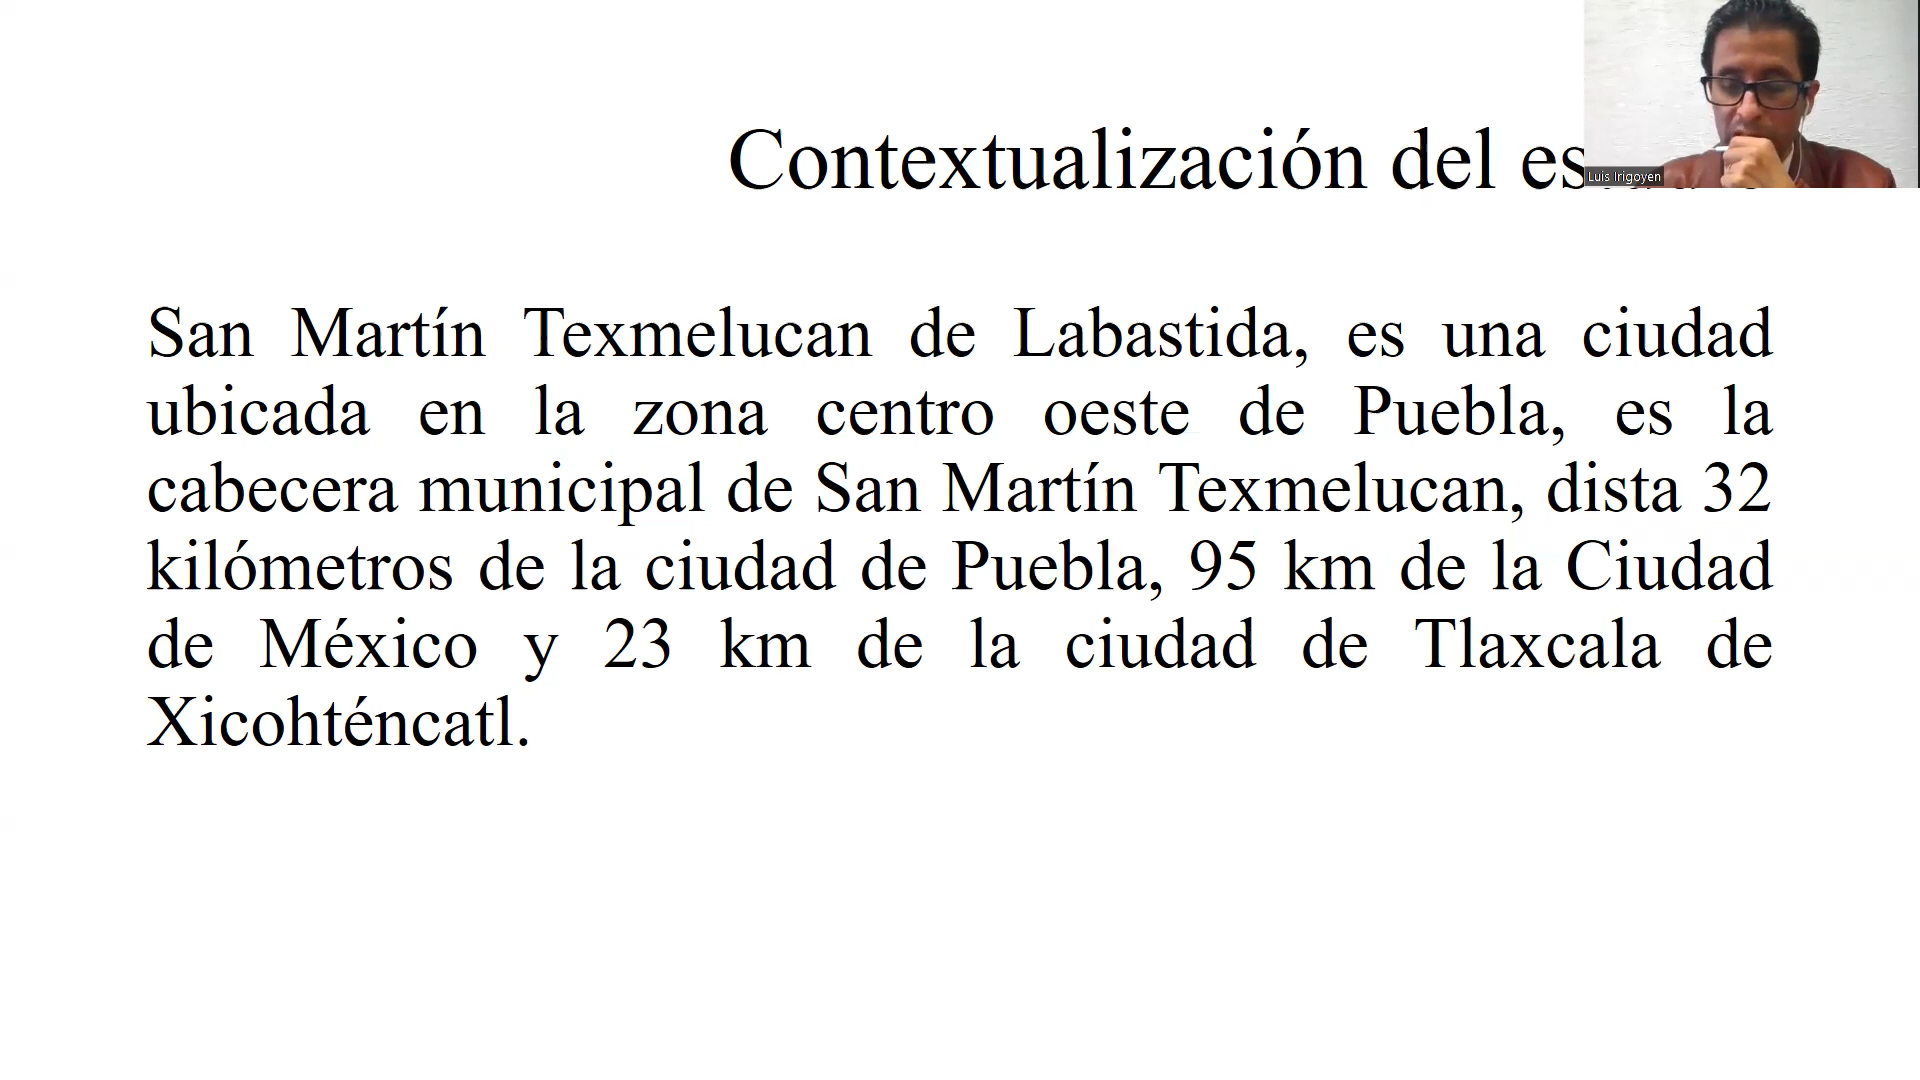 Contextualización del
Luis Irigoyen
San Martín Texmelucan de Labastida, es una ciudad
ubicada en la zona centro oeste de Puebla, es la
cabecera municipal de San Martín Texmelucan, dista 32
kilómetros de la ciudad de Puebla, 95 km de la Ciudad
de México y 23 km de la ciudad de Tlaxcala de
Xicohténcatl.